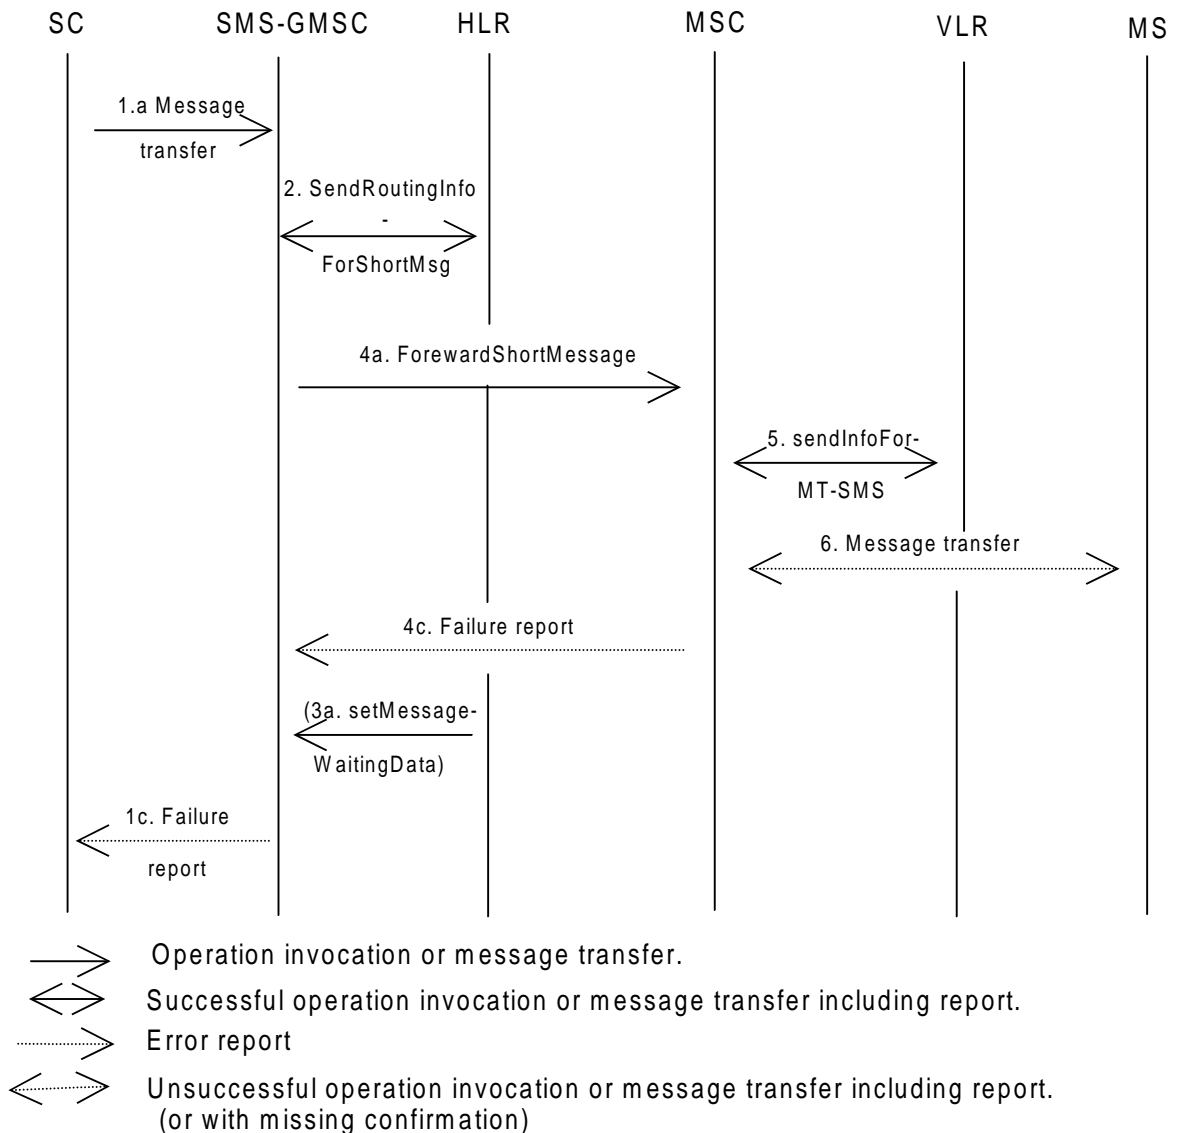 SC SMS-GMSC HLR MSC VLR MS
1.a Message
transfer
2. SendRoutingInfo
-
ForShortMsg
4a. ForewardShortMessage
5. sendInfoFor-
MT-SMS
6. Message transfer
4c. Failure report
(3a. setMessage-
WaitingData)
1c. Failure
report
Operation invocation or message transfer.
Successful operation invocation or message transfer including report.
Error report
Unsuccessful operation invocation or message transfer including report.
(or with missing confirmation)